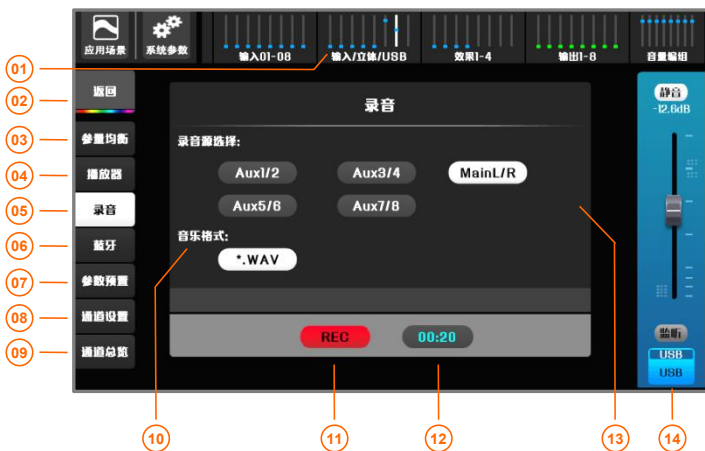 应用场景
系统参数
输入01-08
输入/立体/USB
效果1-4
输出1-8
音量编组
01
02
返回
03
参量均衡
04
播放器
05
录音
06
蓝牙
07
参数预置
08
通道设置
09
通道总览
录音
录音源选择:
Aux1/2
Aux3/4
MainL/R
Aux5/6
Aux7/8
音乐格式:
*.WAV
REC
00:20
静音
-12.6dB
监听
USB
USB
10
11
12
13
14